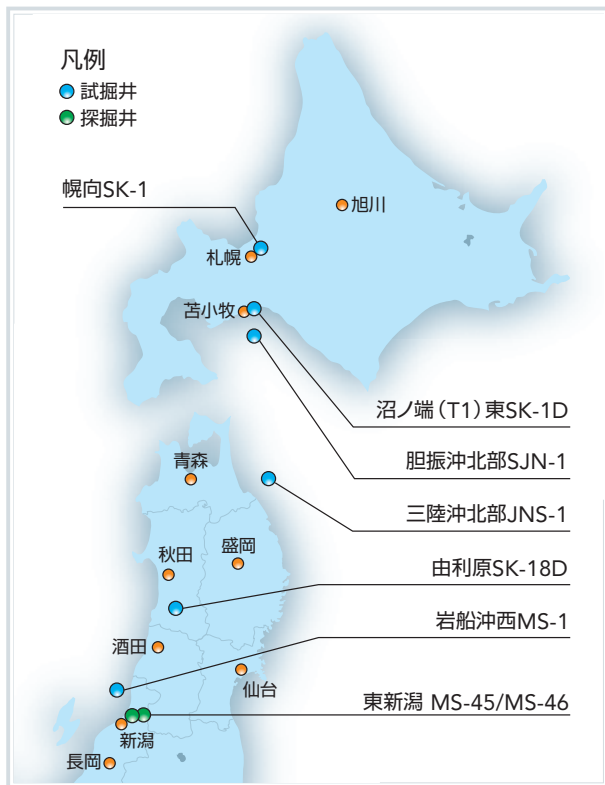 凡例
試掘井
探掘井
幌向SK-1
旭川
札幌
苫小牧
沼ノ端（T1）東SK-1D
胆振沖北部SJN-1
青森
三陸沖北部JNS-1
盛岡
秋田
由利原SK-18D
岩船沖西MS-1
酒田
仙台
東新潟 MS-45/MS-46
新潟
長岡